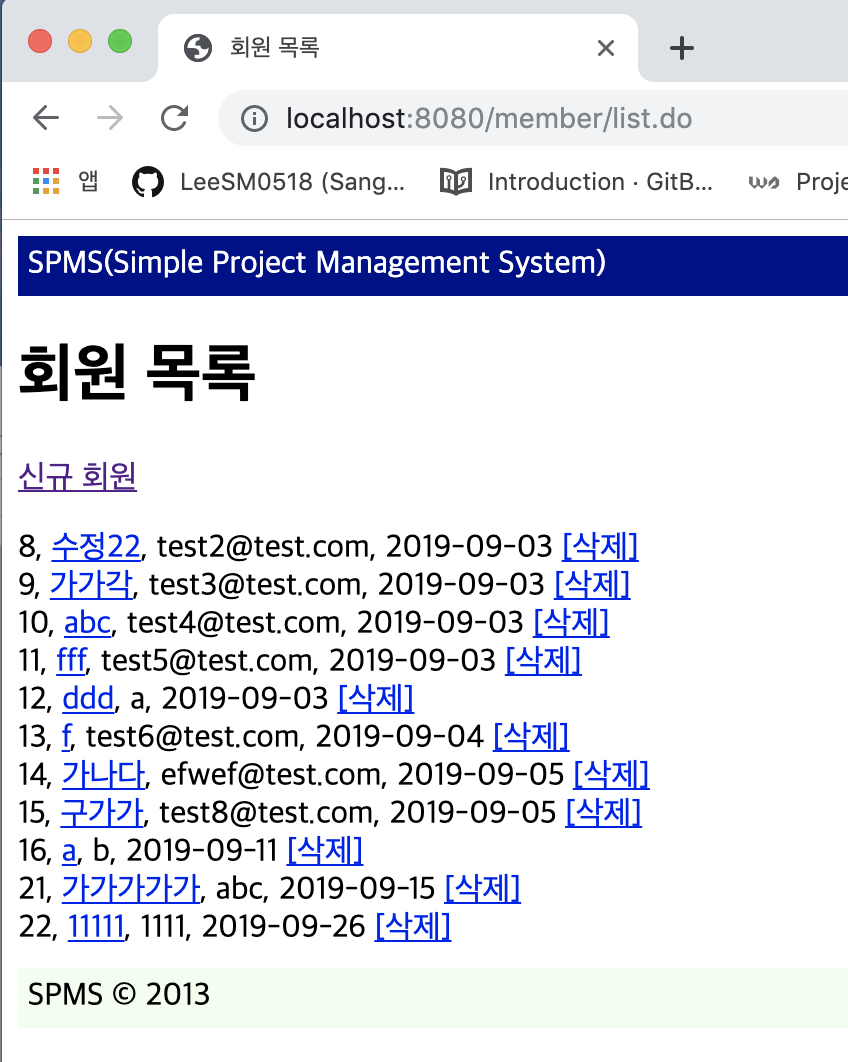 회원 목록
localhost:8080/member/list.do
앱 LeeSM0518 (Sang... Introduction · GitB... Proje
SPMS(Simple Project Management System)
회원 목록
신규 회원
8, 수정22, test2@test.com, 2019-09-03 [삭제]
9, 가가각, test3@test.com, 2019-09-03 [삭제]
10, abc, test4@test.com, 2019-09-03 [삭제]
11, fff, test5@test.com, 2019-09-03 [삭제]
12, ddd, a, 2019-09-03 [삭제]
13, f, test6@test.com, 2019-09-04 [삭제]
14, 가나다, efwef@test.com, 2019-09-05 [삭제]
15, 구가가, test8@test.com, 2019-09-05 [삭제]
16, a, b, 2019-09-11 [삭제]
21, 가가가가가, abc, 2019-09-15 [삭제]
22, 11111, 1111, 2019-09-26 [삭제]
SPMS © 2013